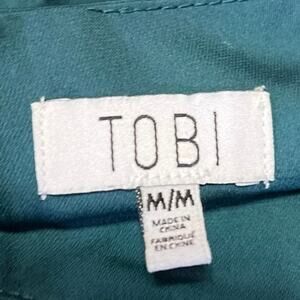 TOBI
M/M
MADE IN
CHINA
FABRIQUÉ
EN CHINE